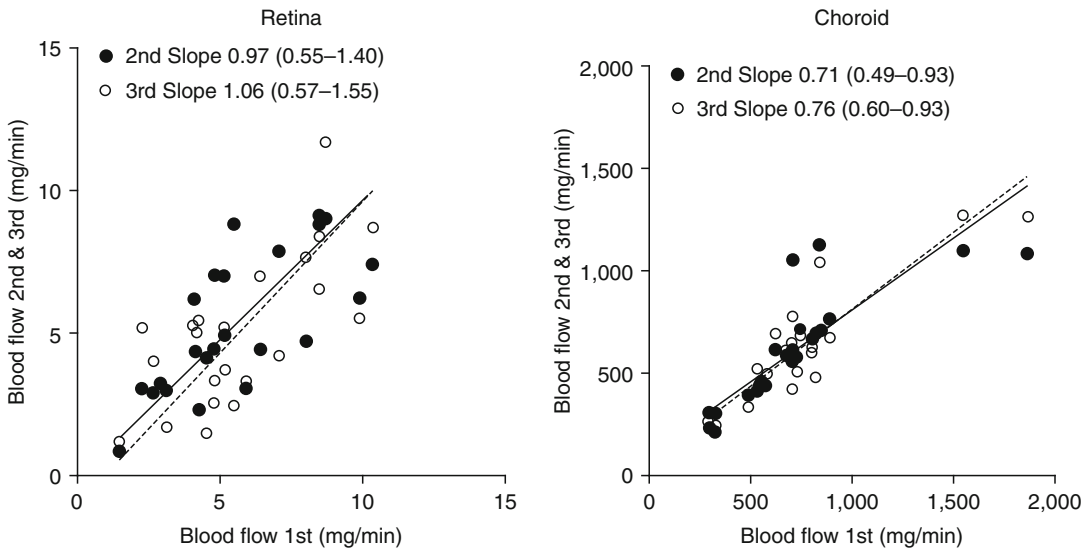 Retina
15
10
5
0
2nd Slope 0.97 (0.55–1.40)
3rd Slope 1.06 (0.57–1.55)
Blood flow 2nd & 3rd (mg/min)
0
5
10
15
Blood flow 1st (mg/min)
Choroid
2,000
1,500
1,000
500
0
2nd Slope 0.71 (0.49–0.93)
3rd Slope 0.76 (0.60–0.93)
Blood flow 2nd & 3rd (mg/min)
0
500
1,000
1,500
2,000
Blood flow 1st (mg/min)